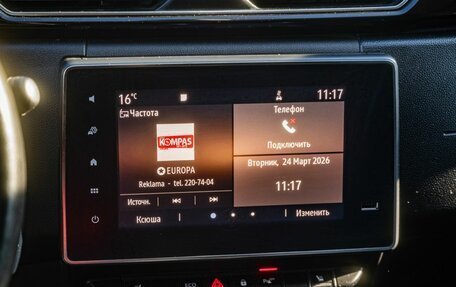 16°C
11:17
Частота
KOMPAS
EUROPA
Reklama - tel. 220-74-04
Источн.
Ксюша
Телефон
Подключить
Вторник, 24 Март 2026
11:17
Изменить
ECO